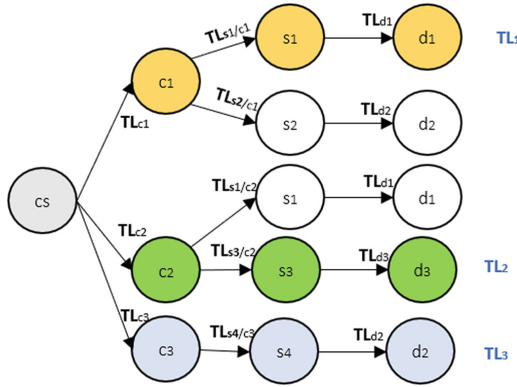 TLs1/c1
s1
TLd1
d1
TL1
c1
TLc1
TLs2/c1
s2
TLd2
d2
cs
TLs1/c2
s1
TLd1
d1
TLc2
c2
TLs3/c2
s3
TLd3
d3
TL2
TLc3
c3
TLs4/c3
s4
TLd2
d2
TL3